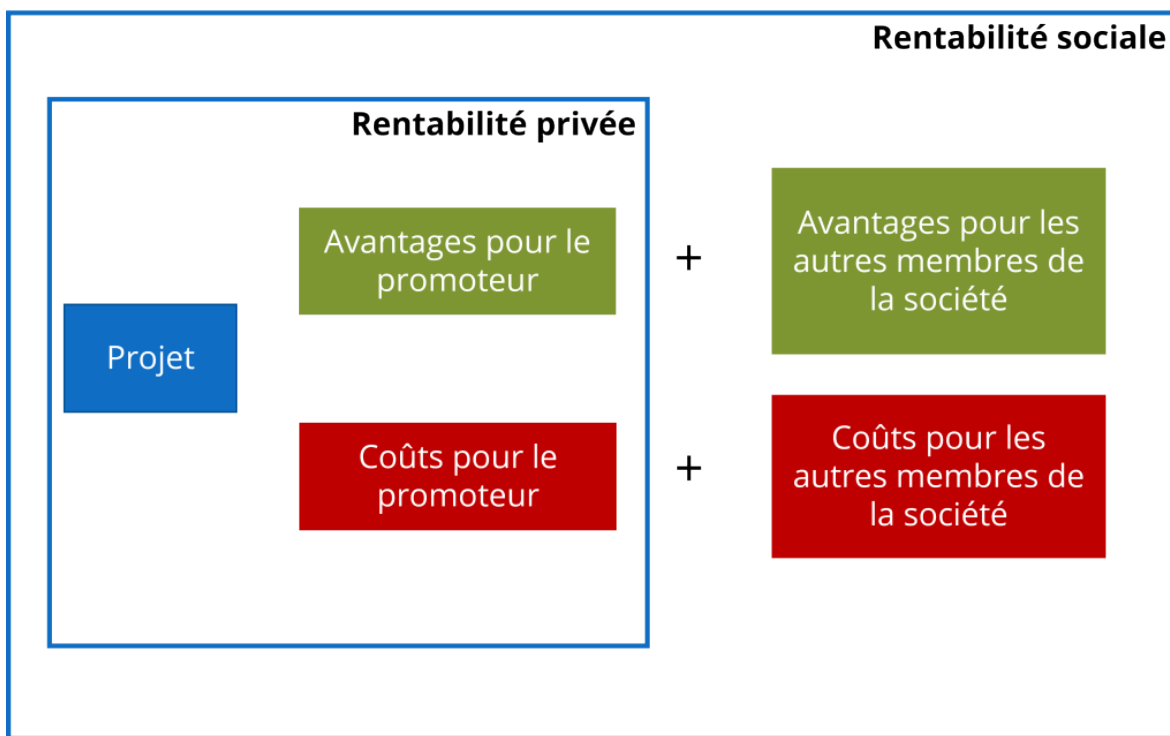 Rentabilité sociale
Rentabilité privée
Avantages pour le
promoteur
+
Avantages pour les
autres membres de
la société
Projet
Coûts pour le
promoteur
+
Coûts pour les
autres membres de
la société